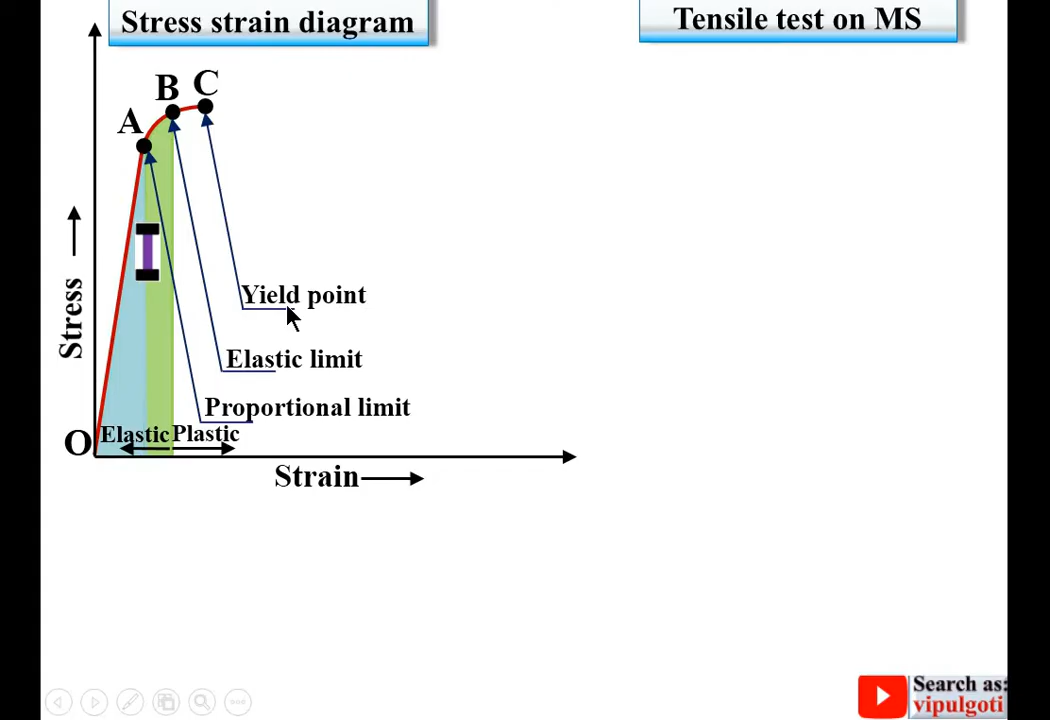 Stress strain diagram
Tensile test on MS
B C
A
Yield point
Stress
Elastic limit
Proportional limit
O Elastic Plastic
Strain
Search as:
vipulgoti